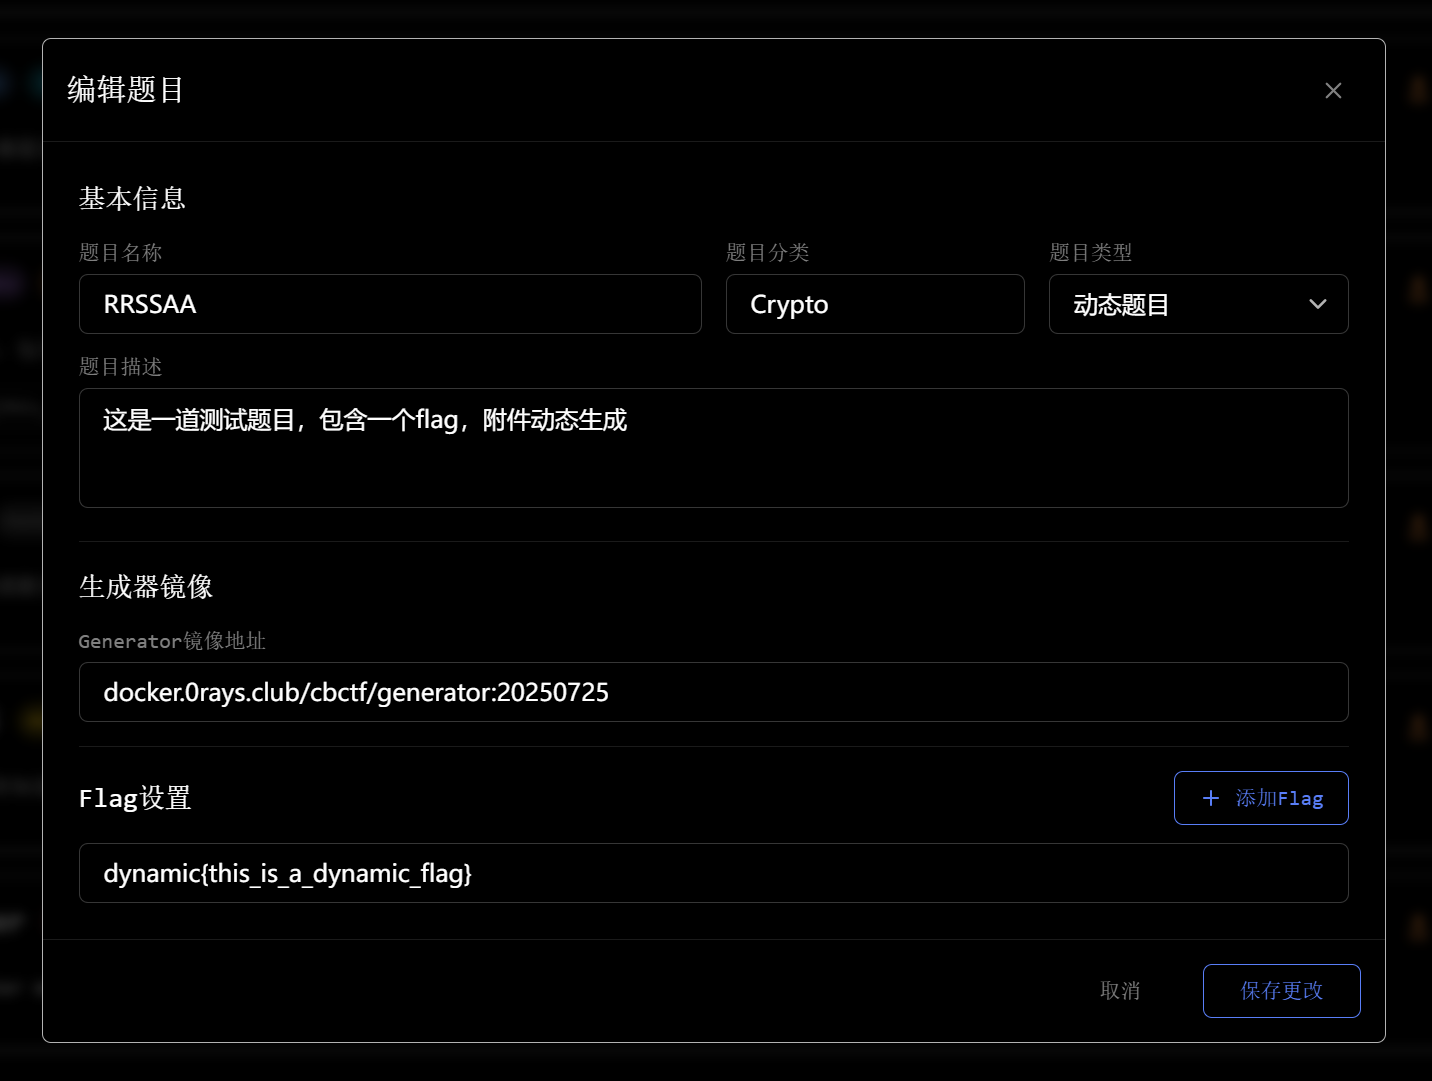 编辑题目
基本信息
题目名称
题目分类
题目类型
RRSSAA
Crypto
动态题目
题目描述
这是一道测试题目，包含一个flag，附件动态生成
生成器镜像
Generator镜像地址
docker.0rays.club/cbctf/generator:20250725
Flag设置
添加Flag
dynamic{this_is_a_dynamic_flag}
取消
保存更改